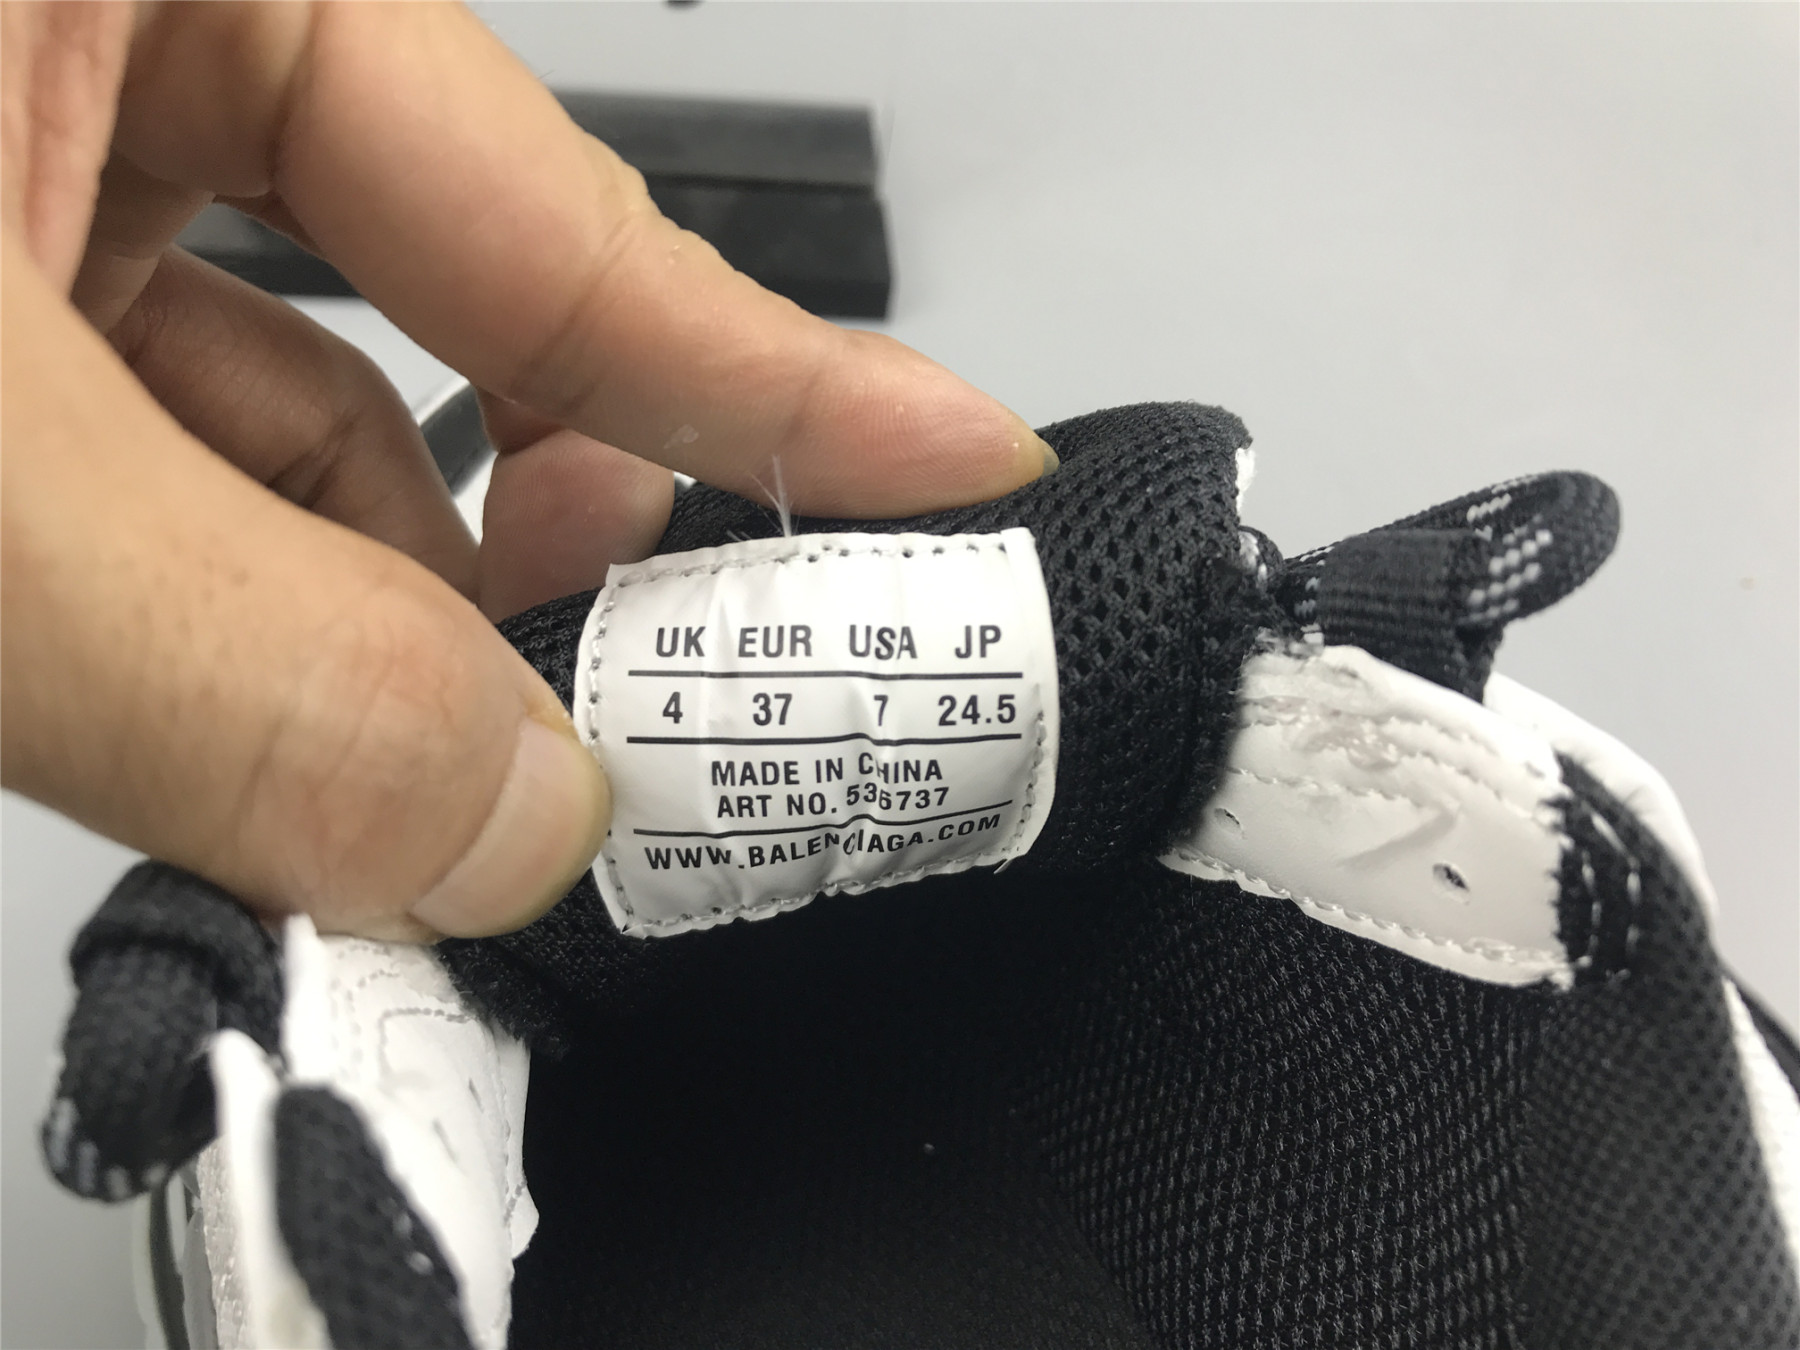 UK EUR USA JP
4 37 7 24.5
MADE IN CHINA
ART NO. 536737
WWW.BALENCIAGA.COM